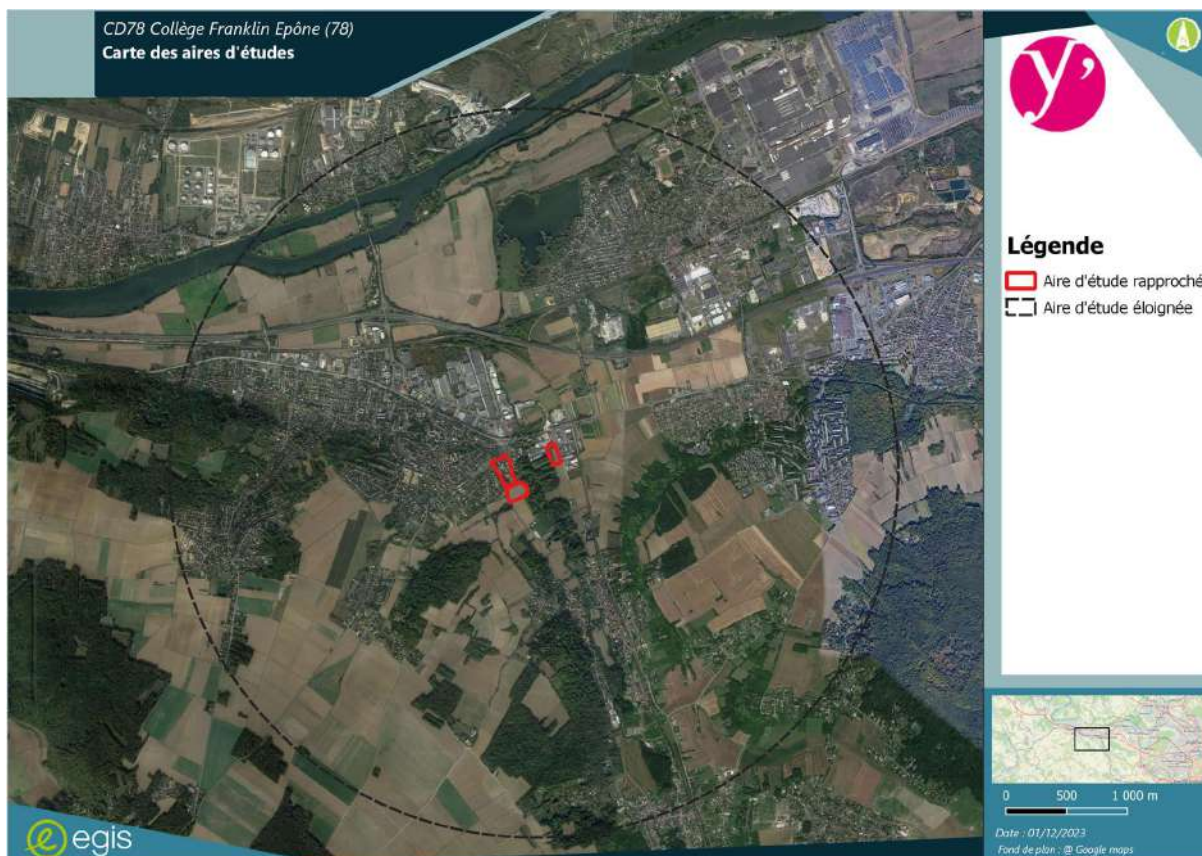 CD78 Collège Franklin Epône (78)
Carte des aires d'études
y'
Légende
Aire d'étude rapproché
Aire d'étude éloignée
0 500 1 000 m
Date : 01/12/2023
Fond de plan : @ Google maps
egis